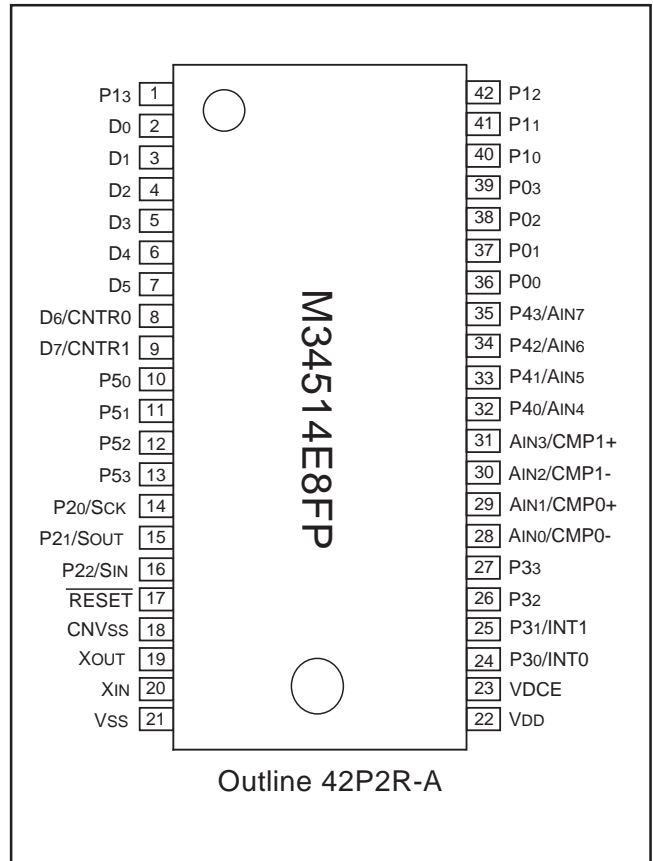 P13 1 42 P12
D0 2 41 P11
D1 3 40 P10
D2 4 39 P03
D3 5 38 P02
D4 6 37 P01
D5 7 36 P00
D6/CNTR0 8 35 P43/AIN7
D7/CNTR1 9 34 P42/AIN6
P50 10 33 P41/AIN5
P51 11 32 P40/AIN4
P52 12 31 AIN3/CMP1+
P53 13 30 AIN2/CMP1-
P20/SCK 14 29 AIN1/CMP0+
P21/SOUT 15 28 AIN0/CMP0-
P22/SIN 16 27 P33
RESET 17 26 P32
CNVSS 18 25 P31/INT1
XOUT 19 24 P30/INT0
XIN 20 23 VDCE
VSS 21 22 VDD
M34514E8FP
Outline 42P2R-A